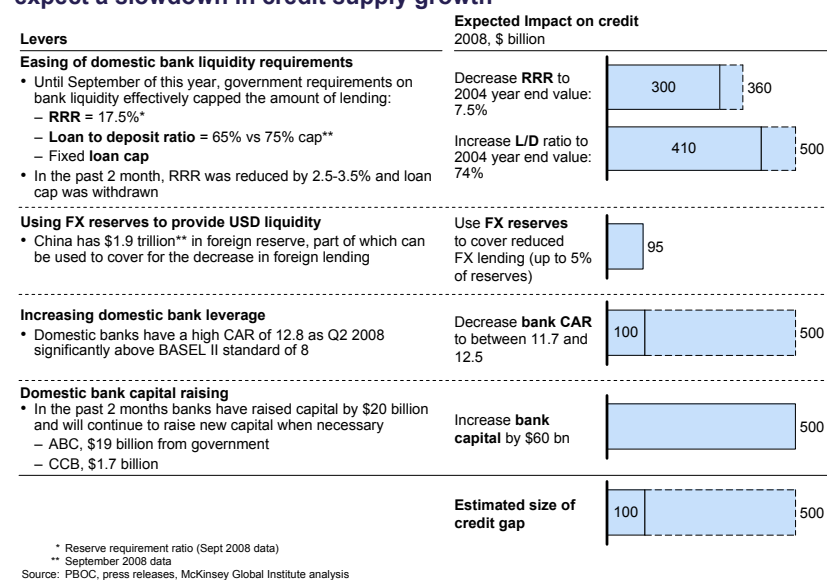 expect a slowdown in credit supply growth
Levers
Expected Impact on credit
2008, $ billion
Easing of domestic bank liquidity requirements
• Until September of this year, government requirements on
bank liquidity effectively capped the amount of lending:
– RRR = 17.5%*
– Loan to deposit ratio = 65% vs 75% cap**
– Fixed loan cap
• In the past 2 month, RRR was reduced by 2.5-3.5% and loan
cap was withdrawn
Decrease RRR to
2004 year end value:
7.5%
300
360
Increase L/D ratio to
2004 year end value:
74%
410
500
Using FX reserves to provide USD liquidity
• China has $1.9 trillion** in foreign reserve, part of which can
be used to cover for the decrease in foreign lending
Use FX reserves
to cover reduced
FX lending (up to 5%
of reserves)
95
Increasing domestic bank leverage
• Domestic banks have a high CAR of 12.8 as Q2 2008
significantly above BASEL II standard of 8
Decrease bank CAR
to between 11.7 and
12.5
100
500
Domestic bank capital raising
• In the past 2 months banks have raised capital by $20 billion
and will continue to raise new capital when necessary
– ABC, $19 billion from government
– CCB, $1.7 billion
Increase bank
capital by $60 bn
500
Estimated size of
credit gap
100
500
* Reserve requirement ratio (Sept 2008 data)
** September 2008 data
Source: PBOC, press releases, McKinsey Global Institute analysis